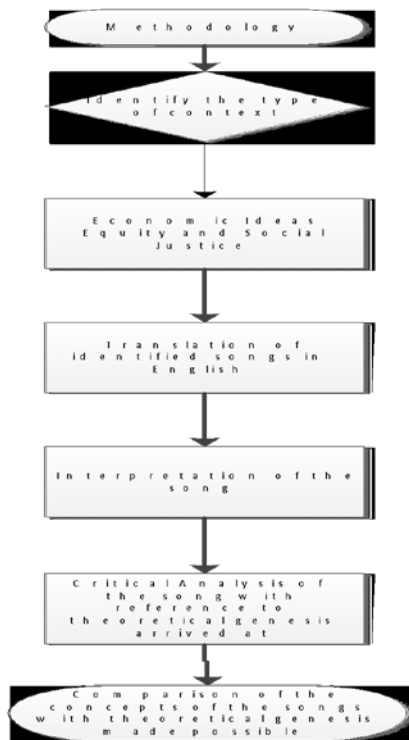 Methodology
Identify the type
of context
Economic Ideas
Equity and Social
Justice
Translation of
identified songs in
English
Interpretation of the
song
Critical Analysis of
the song with
reference to
theoretical genesis
arrived at
Comparison of the
concepts of the songs
with theoretical genesis
made possible